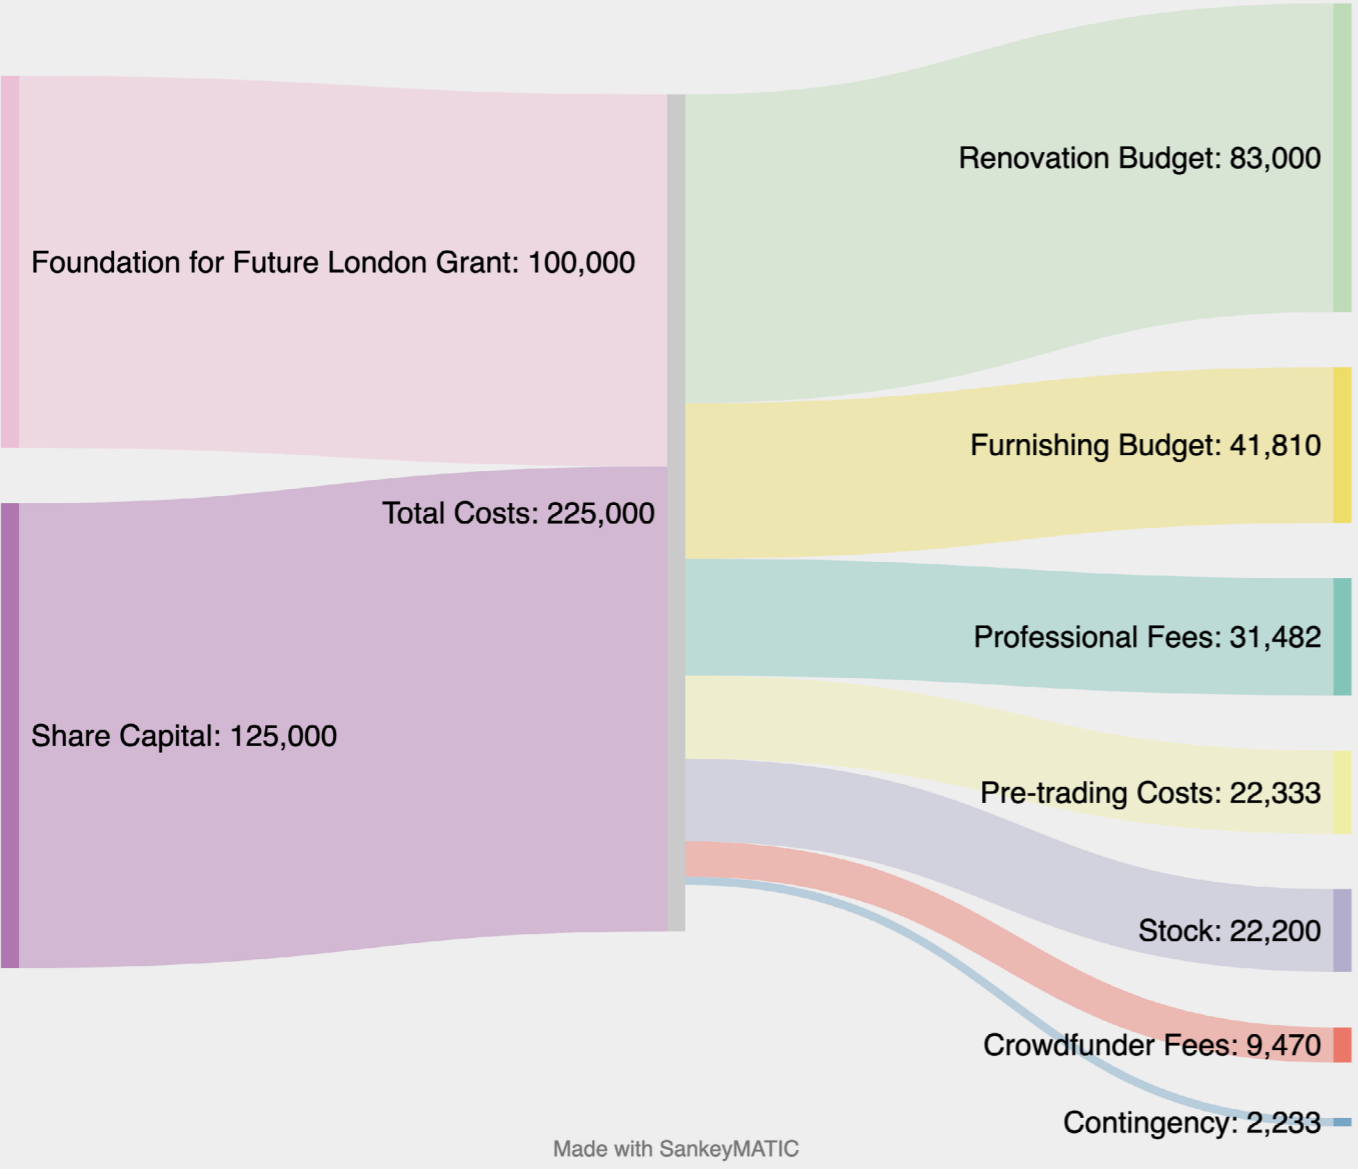 Foundation for Future London Grant: 100,000
Share Capital: 125,000
Total Costs: 225,000
Renovation Budget: 83,000
Furnishing Budget: 41,810
Professional Fees: 31,482
Pre-trading Costs: 22,333
Stock: 22,200
Crowdfunder Fees: 9,470
Contingency: 2,233
Made with SankeyMATIC